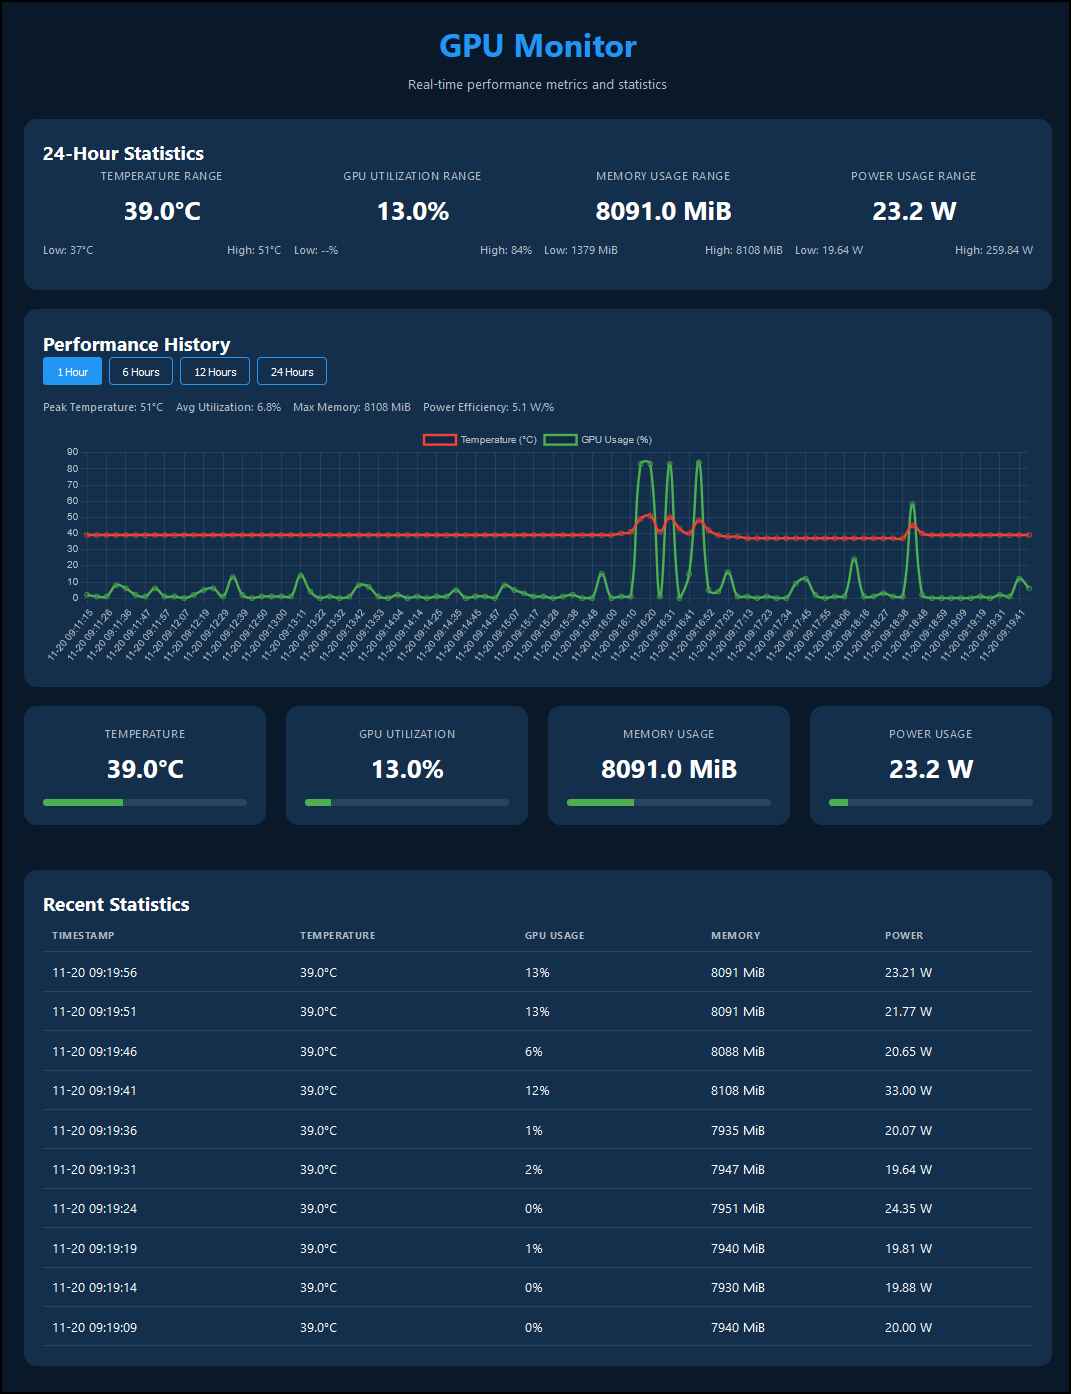 GPU Monitor
Real-time performance metrics and statistics
24-Hour Statistics
TEMPERATURE RANGE GPU UTILIZATION RANGE MEMORY USAGE RANGE POWER USAGE RANGE
39.0°C 13.0% 8091.0 MiB 23.2 W
Low: 37°C High: 51°C Low: --% High: 84% Low: 1379 MiB High: 8108 MiB Low: 19.64 W High: 259.84 W
Performance History
1 Hour 6 Hours 12 Hours 24 Hours
Peak Temperature: 51°C Avg Utilization: 6.8% Max Memory: 8108 MiB Power Efficiency: 5.1 W/%
Temperature (°C) GPU Usage (%)
90
80
70
60
50
40
30
20
10
0
11-20 09:11:15
11-20 09:11:26
11-20 09:11:36
11-20 09:11:47
11-20 09:11:57
11-20 09:12:07
11-20 09:12:19
11-20 09:12:29
11-20 09:12:39
11-20 09:12:50
11-20 09:13:00
11-20 09:13:11
11-20 09:13:22
11-20 09:13:32
11-20 09:13:42
11-20 09:13:53
11-20 09:14:04
11-20 09:14:14
11-20 09:14:25
11-20 09:14:35
11-20 09:14:45
11-20 09:14:57
11-20 09:15:07
11-20 09:15:17
11-20 09:15:28
11-20 09:15:38
11-20 09:15:48
11-20 09:16:00
11-20 09:16:10
11-20 09:16:20
11-20 09:16:31
11-20 09:16:41
11-20 09:16:52
11-20 09:17:03
11-20 09:17:13
11-20 09:17:23
11-20 09:17:34
11-20 09:17:45
11-20 09:17:55
11-20 09:18:06
11-20 09:18:16
11-20 09:18:27
11-20 09:18:38
11-20 09:18:48
11-20 09:18:59
11-20 09:19:09
11-20 09:19:19
11-20 09:19:31
11-20 09:19:41
TEMPERATURE GPU UTILIZATION MEMORY USAGE POWER USAGE
39.0°C 13.0% 8091.0 MiB 23.2 W
Recent Statistics
TIMESTAMP TEMPERATURE GPU USAGE MEMORY POWER
11-20 09:19:56 39.0°C 13% 8091 MiB 23.21 W
11-20 09:19:51 39.0°C 13% 8091 MiB 21.77 W
11-20 09:19:46 39.0°C 6% 8088 MiB 20.65 W
11-20 09:19:41 39.0°C 12% 8108 MiB 33.00 W
11-20 09:19:36 39.0°C 1% 7935 MiB 20.07 W
11-20 09:19:31 39.0°C 2% 7947 MiB 19.64 W
11-20 09:19:24 39.0°C 0% 7951 MiB 24.35 W
11-20 09:19:19 39.0°C 1% 7940 MiB 19.81 W
11-20 09:19:14 39.0°C 0% 7930 MiB 19.88 W
11-20 09:19:09 39.0°C 0% 7940 MiB 20.00 W